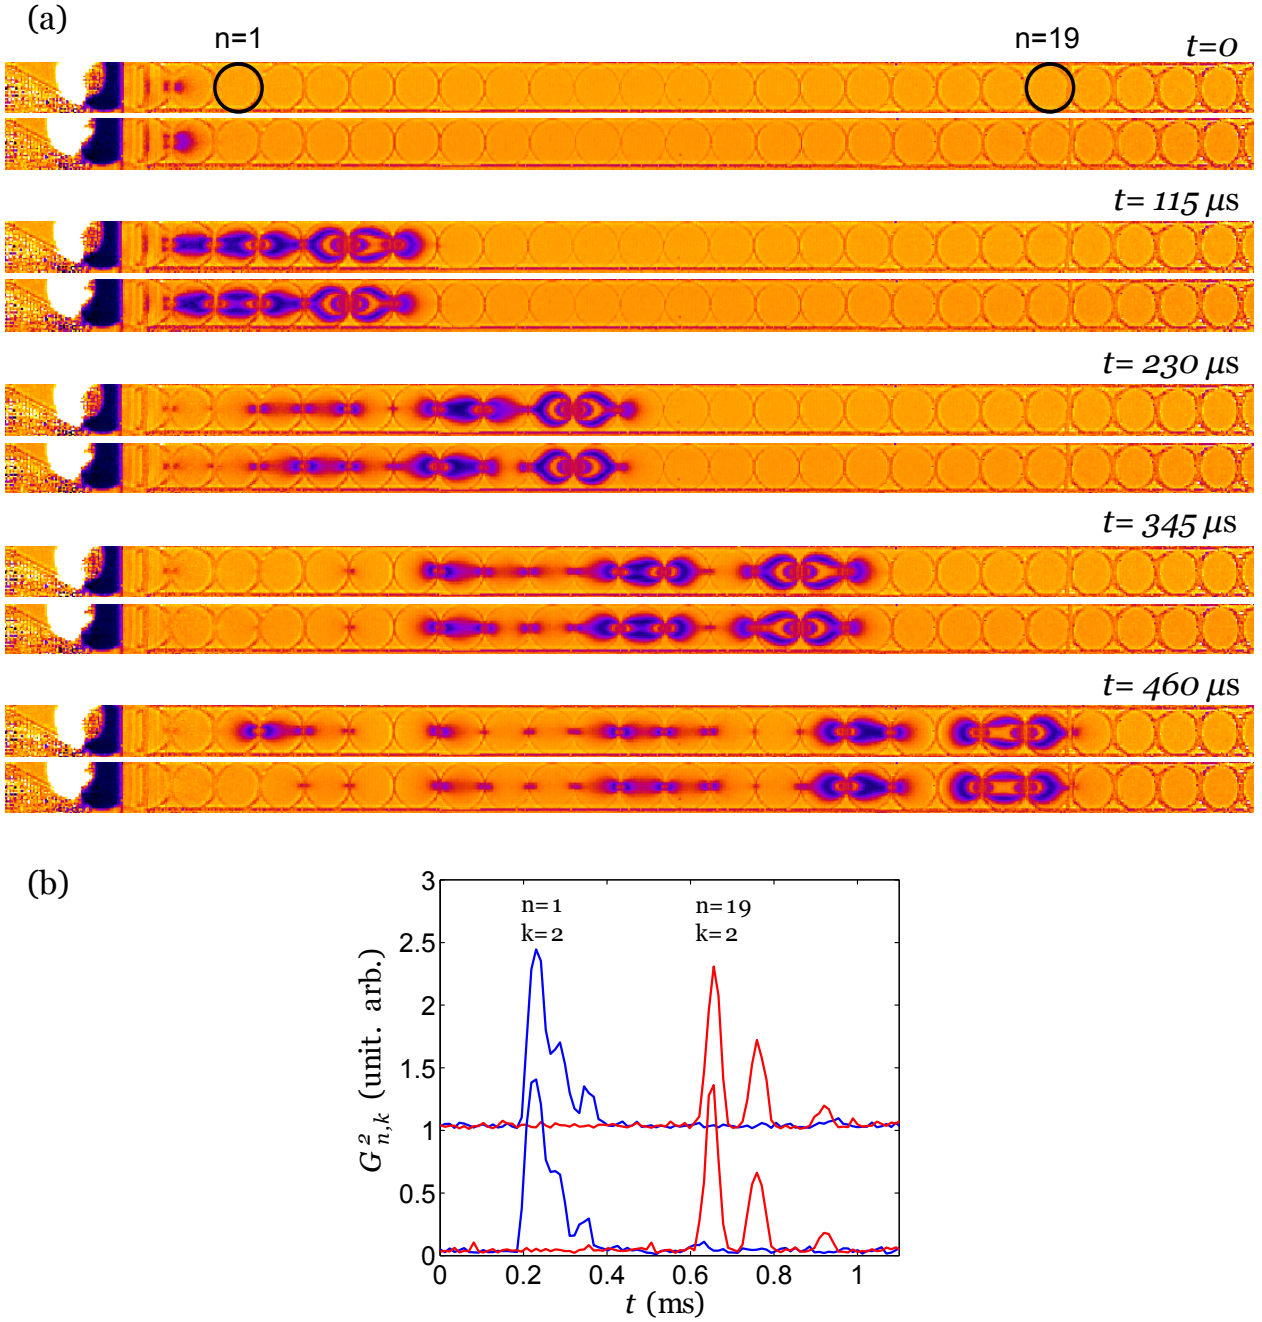 (a)
n=1
n=19
t=0
t= 115 μs
t= 230 μs
t= 345 μs
t= 460 μs
(b)
3
2.5
2
1.5
1
0.5
0
G²n,k (unit. arb.)
n=1
k=2
n=19
k=2
0
0.2
0.4
0.6
0.8
1
t (ms)